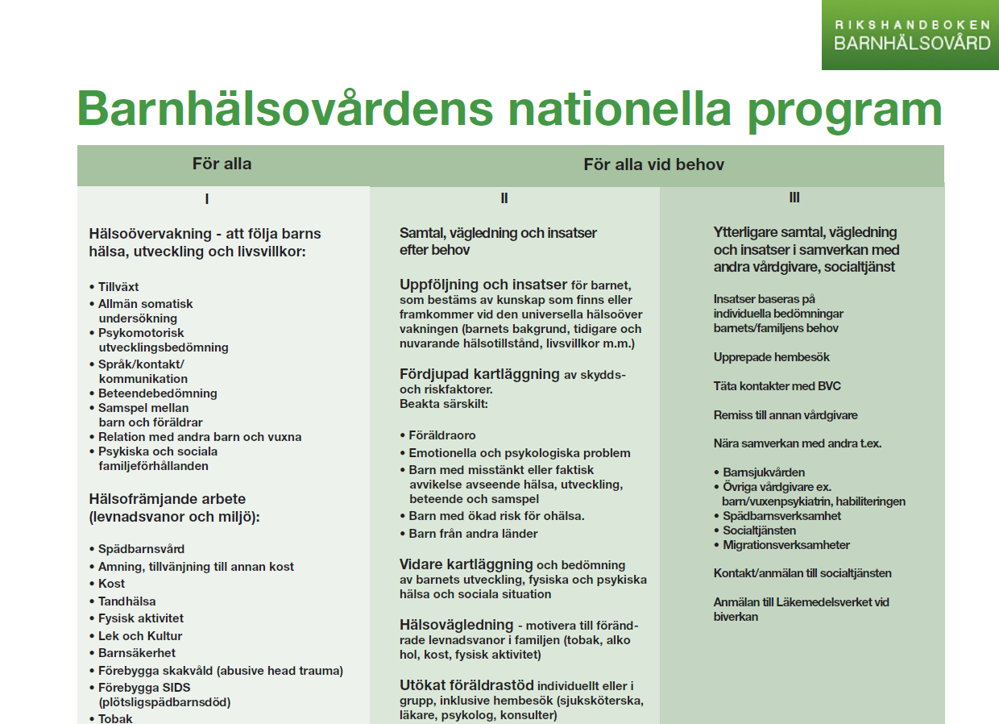 RIKSHANDBOKEN
BARNHÄLSOVÅRD
Barnhälsovårdens nationella program
För alla
För alla vid behov
I
Hälsoövervakning - att följa barns
hälsa, utveckling och livsvillkor:
• Tillväxt
• Allmän somatisk
undersökning
• Psykomotorisk
utvecklingsbedömning
• Språk/kontakt/
kommunikation
• Beteendebedömning
• Samspel mellan
barn och föräldrar
• Relation med andra barn och vuxna
• Psykiska och sociala
familjeförhållanden
Hälsofrämjande arbete
(levnadsvanor och miljö):
• Spädbarnsvård
• Amning, tillvänjning till annan kost
• Kost
• Tandhälsa
• Fysisk aktivitet
• Lek och Kultur
• Barnsäkerhet
• Förebygga skakvåld (abusive head trauma)
• Förebygga SIDS
(plötsligspädbarnsdöd)
• Tobak
II
Samtal, vägledning och insatser
efter behov
Uppföljning och insatser för barnet,
som bestäms av kunskap som finns eller
framkommer vid den universella hälsoöver
vakningen (barnets bakgrund, tidigare och
nuvarande hälsotillstånd, livsvillkor m.m.)
Fördjupad kartläggning av skydds-
och riskfaktorer.
Beakta särskilt:
• Föräldraoro
• Emotionella och psykologiska problem
• Barn med misstänkt eller faktisk
avvikelse avseende hälsa, utveckling,
beteende och samspel
• Barn med ökad risk för ohälsa.
• Barn från andra länder
Vidare kartläggning och bedömning
av barnets utveckling, fysiska och psykiska
hälsa och sociala situation
Hälsovägledning - motivera till föränd-
rade levnadsvanor i familjen (tobak, alko
hol, kost, fysisk aktivitet)
Utökat föräldrastöd individuellt eller i
grupp, inklusive hembesök (sjuksköterska,
läkare, psykolog, konsulter)
III
Ytterligare samtal, vägledning
och insatser i samverkan med
andra vårdgivare, socialtjänst
Insatser baseras på
individuella bedömningar
barnets/familjens behov
Upprepade hembesök
Täta kontakter med BVC
Remiss till annan vårdgivare
Nära samverkan med andra t.ex.
• Barnsjukvården
• Övriga vårdgivare ex.
barn/vuxenpsykiatrin, habiliteringen
• Spädbarnsverksamhet
• Socialtjänsten
• Migrationsverksamheter
Kontakt/anmälan till socialtjänsten
Anmälan till Läkemedelsverket vid
biverkan